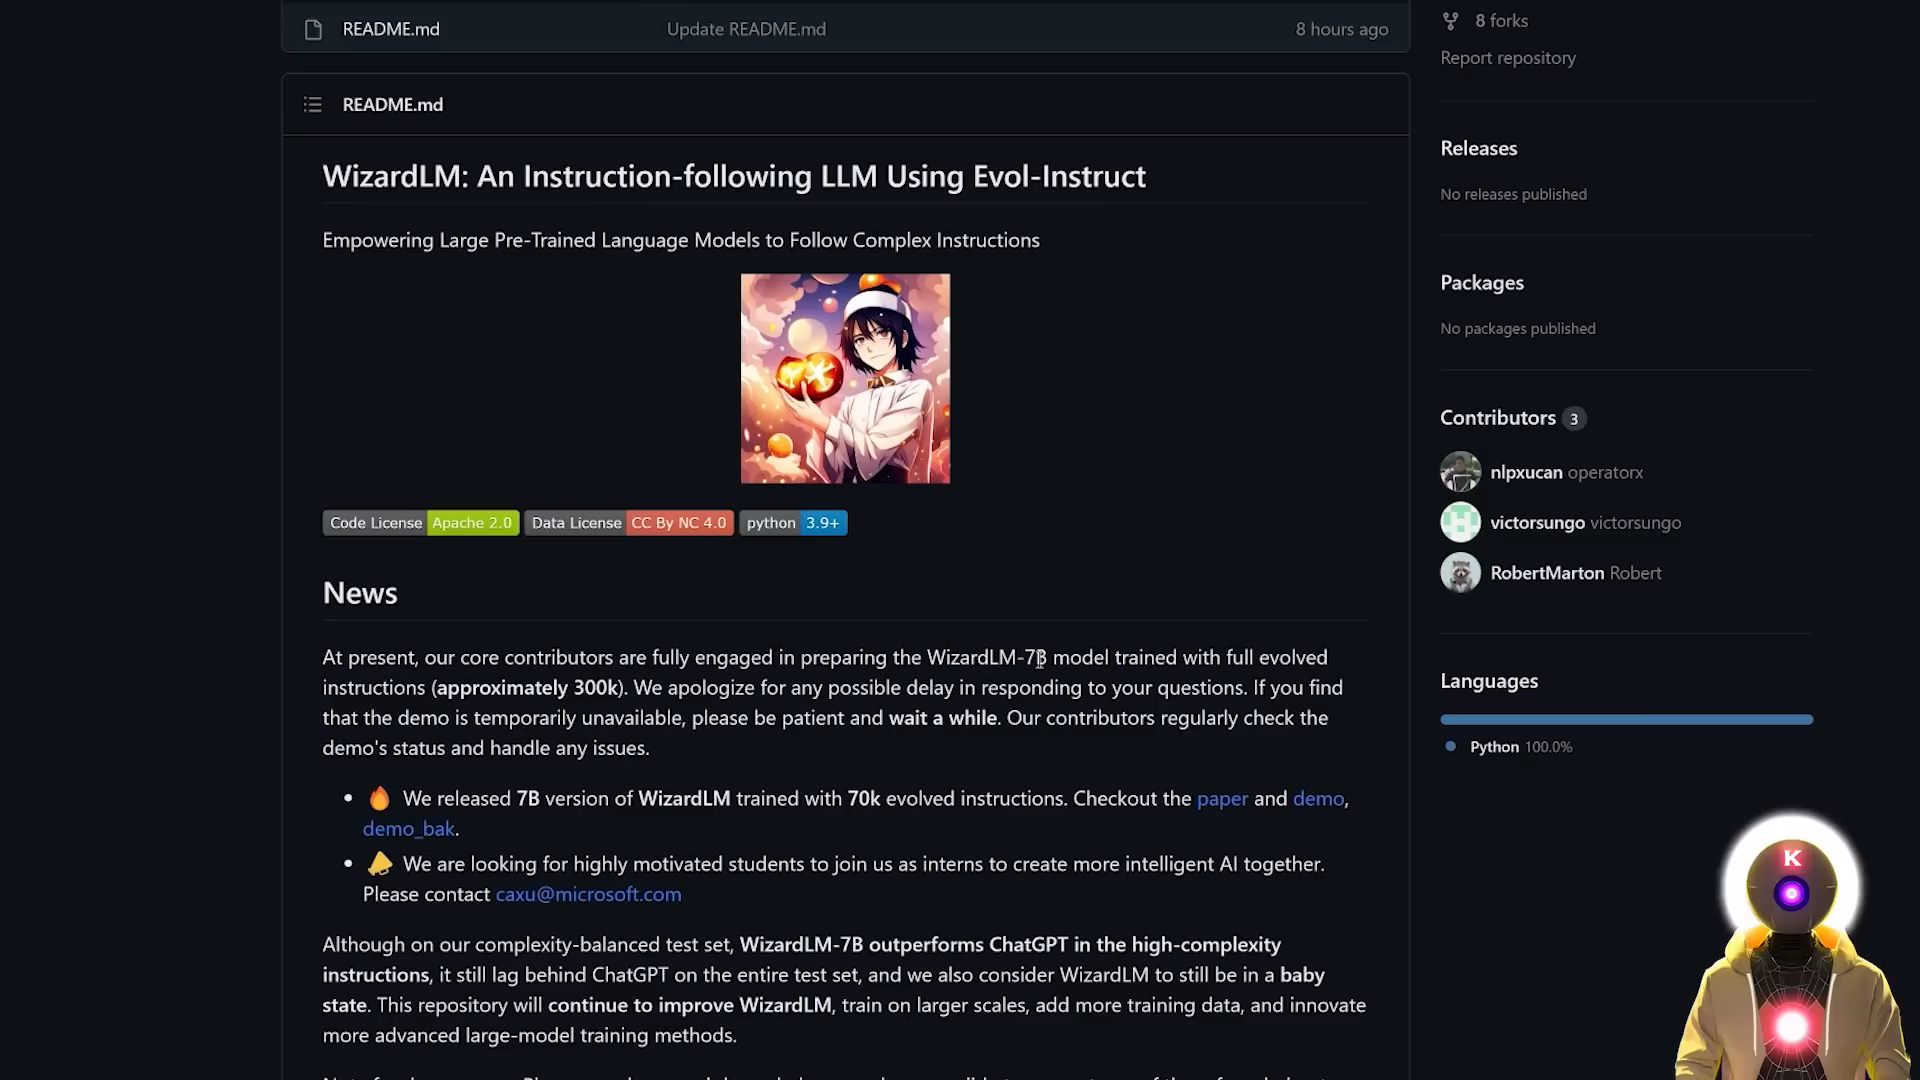 README.md
Update README.md
8 hours ago
README.md
WizardLM: An Instruction-following LLM Using Evol-Instruct
Empowering Large Pre-Trained Language Models to Follow Complex Instructions
Code License Apache 2.0
Data License CC By NC 4.0
python 3.9+
News
At present, our core contributors are fully engaged in preparing the WizardLM-7B model trained with full evolved
instructions (approximately 300k). We apologize for any possible delay in responding to your questions. If you find
that the demo is temporarily unavailable, please be patient and wait a while. Our contributors regularly check the
demo's status and handle any issues.
• 🔥 We released 7B version of WizardLM trained with 70k evolved instructions. Checkout the paper and demo,
demo_bak.
• 📣 We are looking for highly motivated students to join us as interns to create more intelligent AI together.
Please contact caxu@microsoft.com
Although on our complexity-balanced test set, WizardLM-7B outperforms ChatGPT in the high-complexity
instructions, it still lag behind ChatGPT on the entire test set, and we also consider WizardLM to still be in a baby
state. This repository will continue to improve WizardLM, train on larger scales, add more training data, and innovate
more advanced large-model training methods.
8 forks
Report repository
Releases
No releases published
Packages
No packages published
Contributors 3
nlpxucan operatorx
victorsungo victorsungo
RobertMarton Robert
Languages
Python 100.0%
K